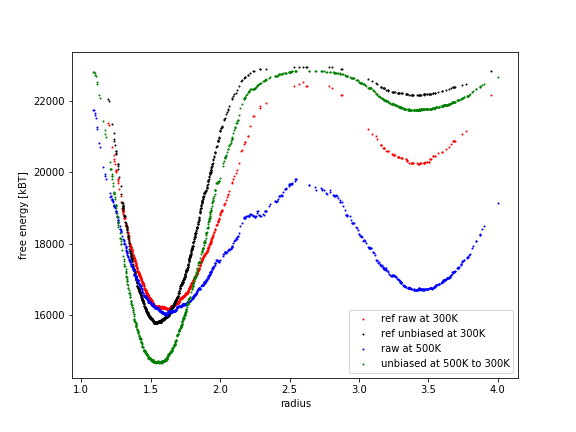 free energy [kBT]
22000
20000
18000
16000
1.0 1.5 2.0 2.5 3.0 3.5 4.0
radius
ref raw at 300K
ref unbiased at 300K
raw at 500K
unbiased at 500K to 300K